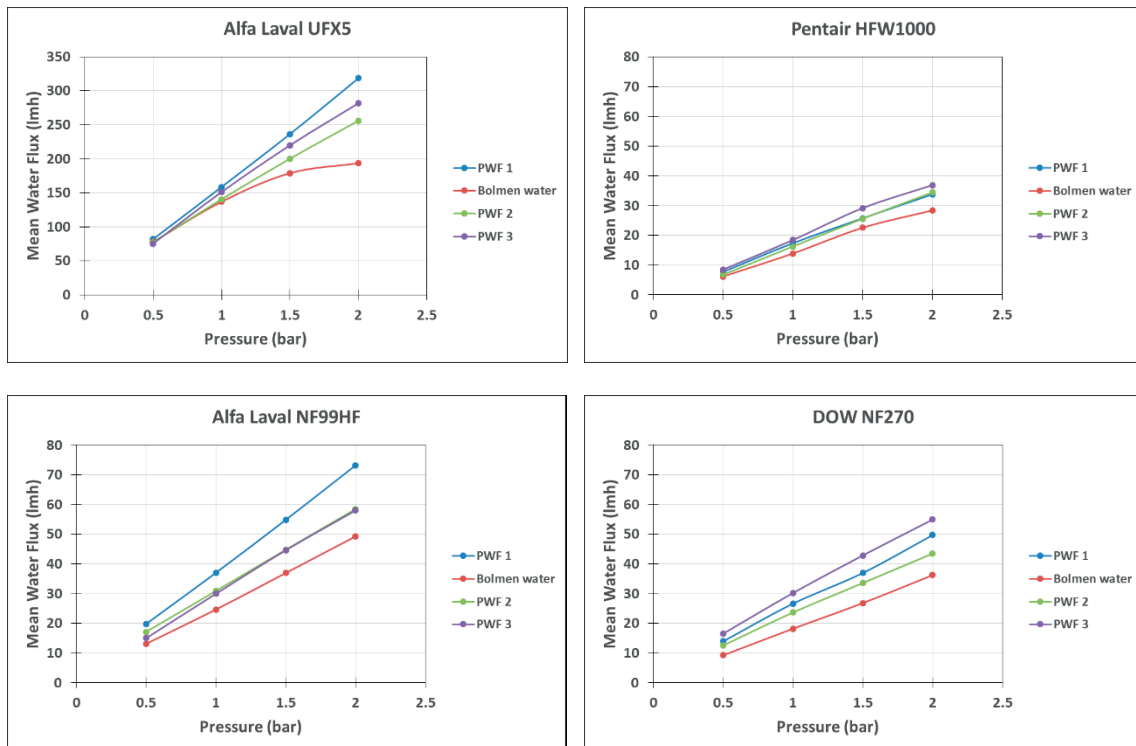 Alfa Laval UFX5
Mean Water Flux (lmh)
350
300
250
200
150
100
50
0
0 0.5 1 1.5 2 2.5
Pressure (bar)
PWF 1
Bolmen water
PWF 2
PWF 3
Pentair HFW1000
Mean Water Flux (lmh)
80
70
60
50
40
30
20
10
0
0 0.5 1 1.5 2 2.5
Pressure (bar)
PWF 1
Bolmen water
PWF 2
PWF 3
Alfa Laval NF99HF
Mean Water Flux (lmh)
80
70
60
50
40
30
20
10
0
0 0.5 1 1.5 2 2.5
Pressure (bar)
PWF 1
Bolmen water
PWF 2
PWF 3
DOW NF270
Mean Water Flux (lmh)
80
70
60
50
40
30
20
10
0
0 0.5 1 1.5 2 2.5
Pressure (bar)
PWF 1
Bolmen water
PWF 2
PWF 3